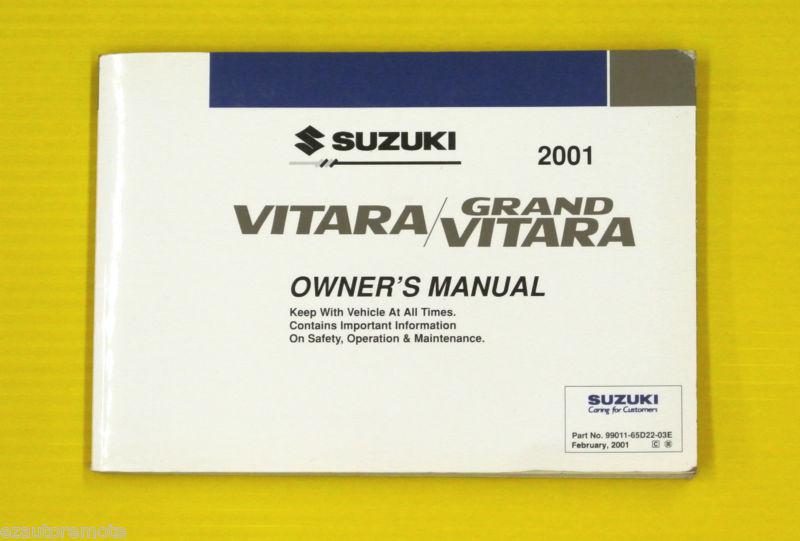 SUZUKI
2001
VITARA/GRAND VITARA
OWNER'S MANUAL
Keep With Vehicle At All Times.
Contains Important Information
On Safety, Operation & Maintenance.
SUZUKI
Caring for Customers
Part No. 99011-65D22-03E
February, 2001 C
ezautoremots